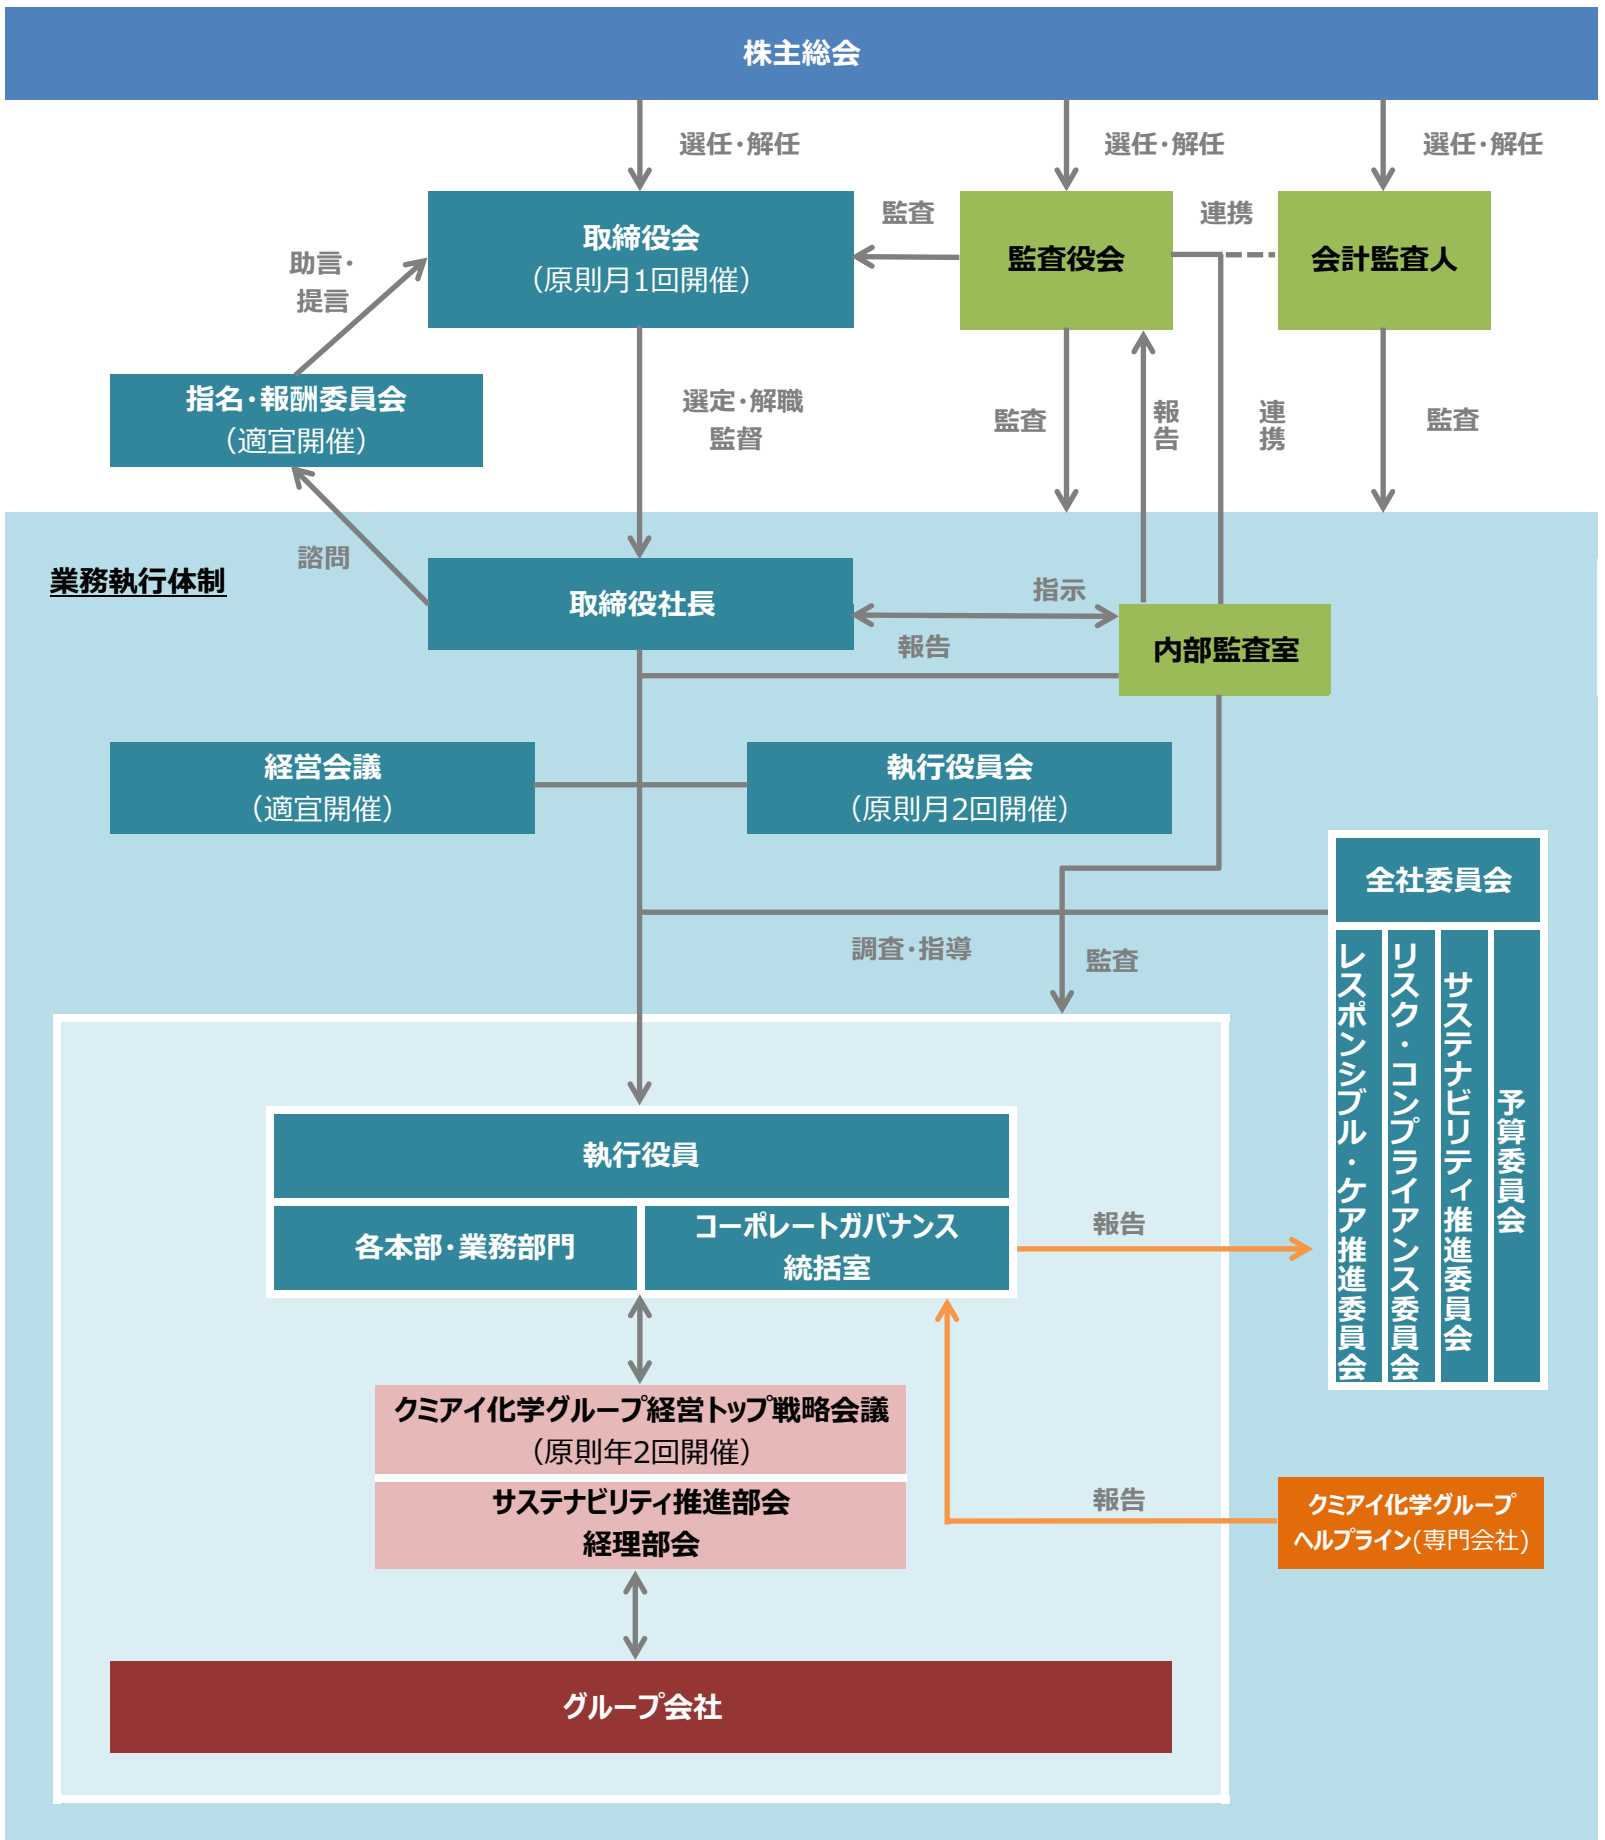 株主総会
選任・解任
選任・解任
選任・解任
取締役会
（原則月1回開催）
監査
監査役会
連携
会計監査人
助言・
提言
指名・報酬委員会
（適宜開催）
選定・解職
監督
監査
報告
連携
監査
業務執行体制
諮問
取締役社長
指示
報告
内部監査室
経営会議
（適宜開催）
執行役員会
（原則月2回開催）
全社委員会
調査・指導
監査
レスポンシブル・ケア推進委員会
リスク・コンプライアンス委員会
サステナビリティ推進委員会
予算委員会
執行役員
各本部・業務部門
コーポレートガバナンス
統括室
報告
クミアイ化学グループ経営トップ戦略会議
（原則年2回開催）
サステナビリティ推進部会
経理部会
報告
クミアイ化学グループ
ヘルプライン(専門会社)
グループ会社